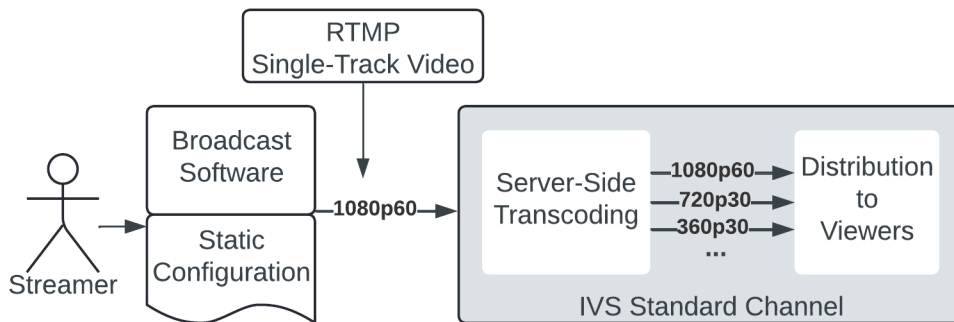 RTMP
Single-Track Video
Broadcast
Software
Static
Configuration
Streamer
1080p60
Server-Side
Transcoding
1080p60
720p30
360p30
...
Distribution
to
Viewers
IVS Standard Channel